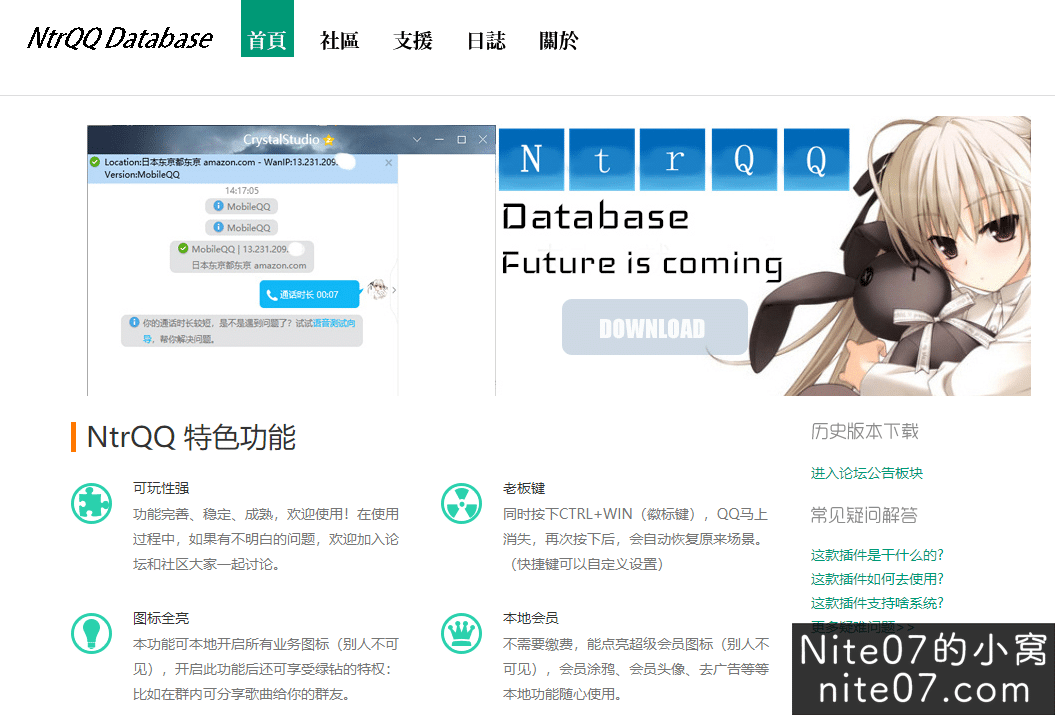 NtrQQ Database
首頁
社區
支援
日誌
關於
CrystalStudio
Location:日本东京都东京 amazon.com - WanIP:13.231.209.
Version:MobileQQ
14:17:05
MobileQQ
MobileQQ
MobileQQ | 13.231.209.
日本东京都东京 amazon.com
通话时长 00:07
你的通话时长较短，是不是遇到问题了？试试语音测试向
导，帮你解决问题。
N t r Q Q
Database
Future is coming
DOWNLOAD
NtrQQ 特色功能
可玩性强
功能完善、稳定、成熟，欢迎使用！在使用
过程中，如果有不明白的问题，欢迎加入论
坛和社区大家一起讨论。
老板键
同时按下CTRL+WIN（徽标键），QQ马上
消失，再次按下后，会自动恢复原来场景。
（快捷键可以自定义设置）
图标全亮
本功能可本地开启所有业务图标（别人不可
见），开启此功能后还可享受绿钻的特权：
比如在群内可分享歌曲给你的群友。
本地会员
不需要缴费，能点亮超级会员图标（别人不
可见），会员涂鸦、会员头像、去广告等等
本地功能随心使用。
历史版本下载
进入论坛公告板块
常见疑问解答
这款插件是干什么的?
这款插件如何去使用?
这款插件支持啥系统?
更多疑难问题>>
Nite07的小窝
nite07.com